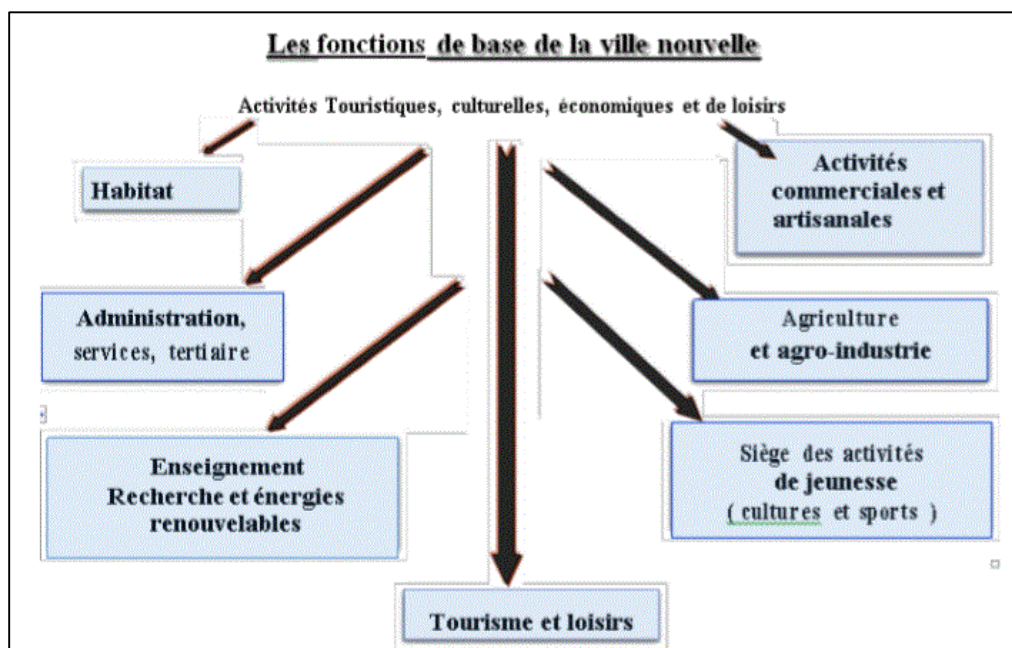 Les fonctions de base de la ville nouvelle
Activités Touristiques, culturelles, économiques et de loisirs
Habitat
Activités
commerciales et
artisanales
Administration,
services, tertiaire
Agriculture
et agro-industrie
Enseignement
Recherche et énergies
renouvelables
Siège des activités
de jeunesse
( cultures et sports )
Tourisme et loisirs